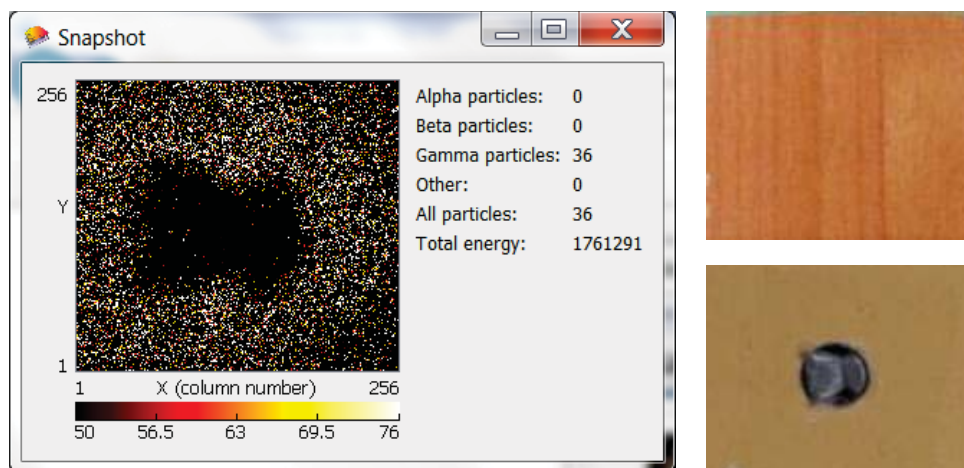 Snapshot
256
Y
1
1 X (column number) 256
50 56.5 63 69.5 76
Alpha particles: 0
Beta particles: 0
Gamma particles: 36
Other: 0
All particles: 36
Total energy: 1761291